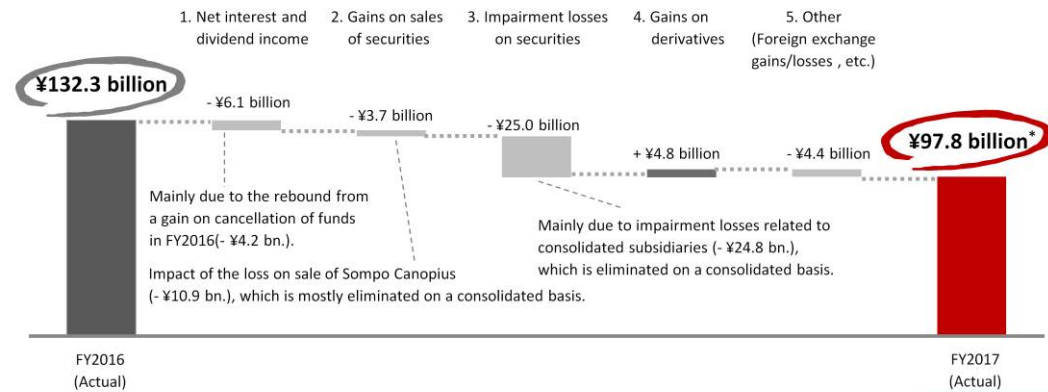 1. Net interest and
dividend income
2. Gains on sales
of securities
3. Impairment losses
on securities
4. Gains on
derivatives
5. Other
(Foreign exchange
gains/losses , etc.)
¥132.3 billion
- ¥6.1 billion
- ¥3.7 billion
- ¥25.0 billion
+ ¥4.8 billion
- ¥4.4 billion
¥97.8 billion*
Mainly due to the rebound from
a gain on cancellation of funds
in FY2016(- ¥4.2 bn.).
Impact of the loss on sale of Sompo Canopius
(- ¥10.9 bn.), which is mostly eliminated on a consolidated basis.
Mainly due to impairment losses related to
consolidated subsidiaries (- ¥24.8 bn.),
which is eliminated on a consolidated basis.
FY2016
(Actual)
FY2017
(Actual)